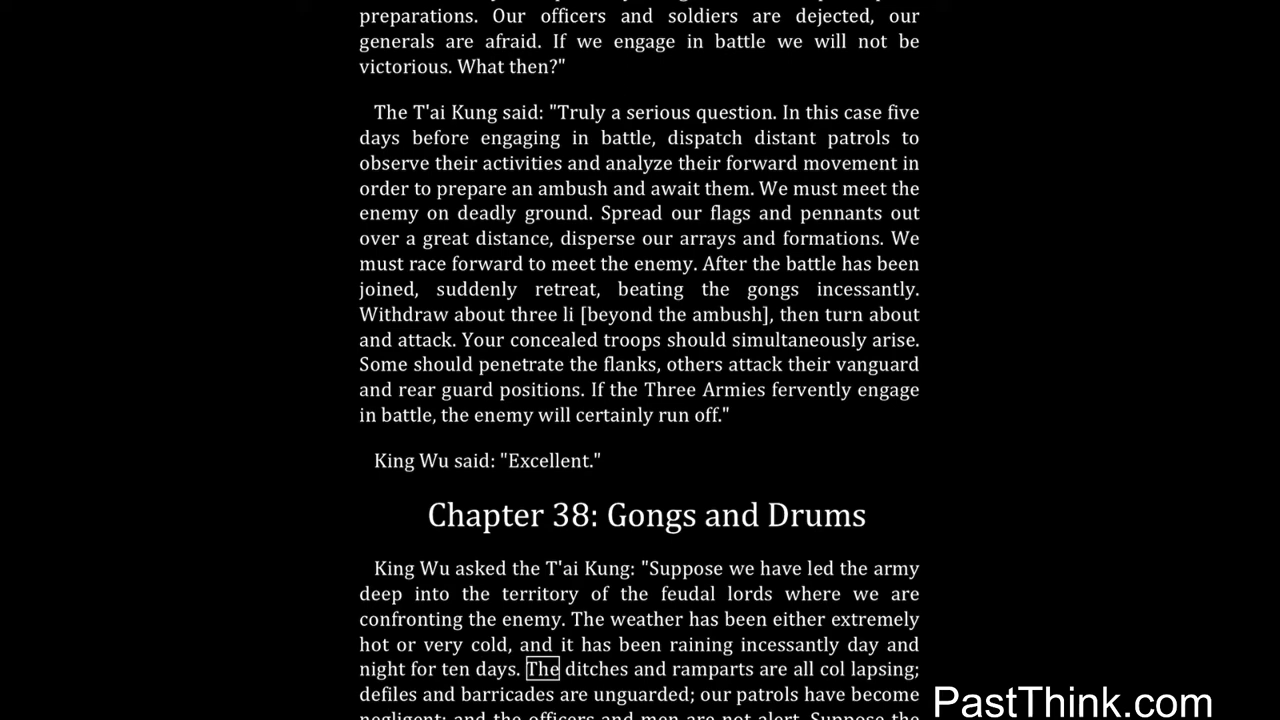 preparations. Our officers and soldiers are dejected, our
generals are afraid. If we engage in battle we will not be
victorious. What then?"
The T'ai Kung said: "Truly a serious question. In this case five
days before engaging in battle, dispatch distant patrols to
observe their activities and analyze their forward movement in
order to prepare an ambush and await them. We must meet the
enemy on deadly ground. Spread our flags and pennants out
over a great distance, disperse our arrays and formations. We
must race forward to meet the enemy. After the battle has been
joined, suddenly retreat, beating the gongs incessantly.
Withdraw about three li [beyond the ambush], then turn about
and attack. Your concealed troops should simultaneously arise.
Some should penetrate the flanks, others attack their vanguard
and rear guard positions. If the Three Armies fervently engage
in battle, the enemy will certainly run off."
King Wu said: "Excellent."
Chapter 38: Gongs and Drums
King Wu asked the T'ai Kung: "Suppose we have led the army
deep into the territory of the feudal lords where we are
confronting the enemy. The weather has been either extremely
hot or very cold, and it has been raining incessantly day and
night for ten days. The ditches and ramparts are all col lapsing;
defiles and barricades are unguarded; our patrols have become
negligent; and the officers and men are not alert. Suppose the
PastThink.com